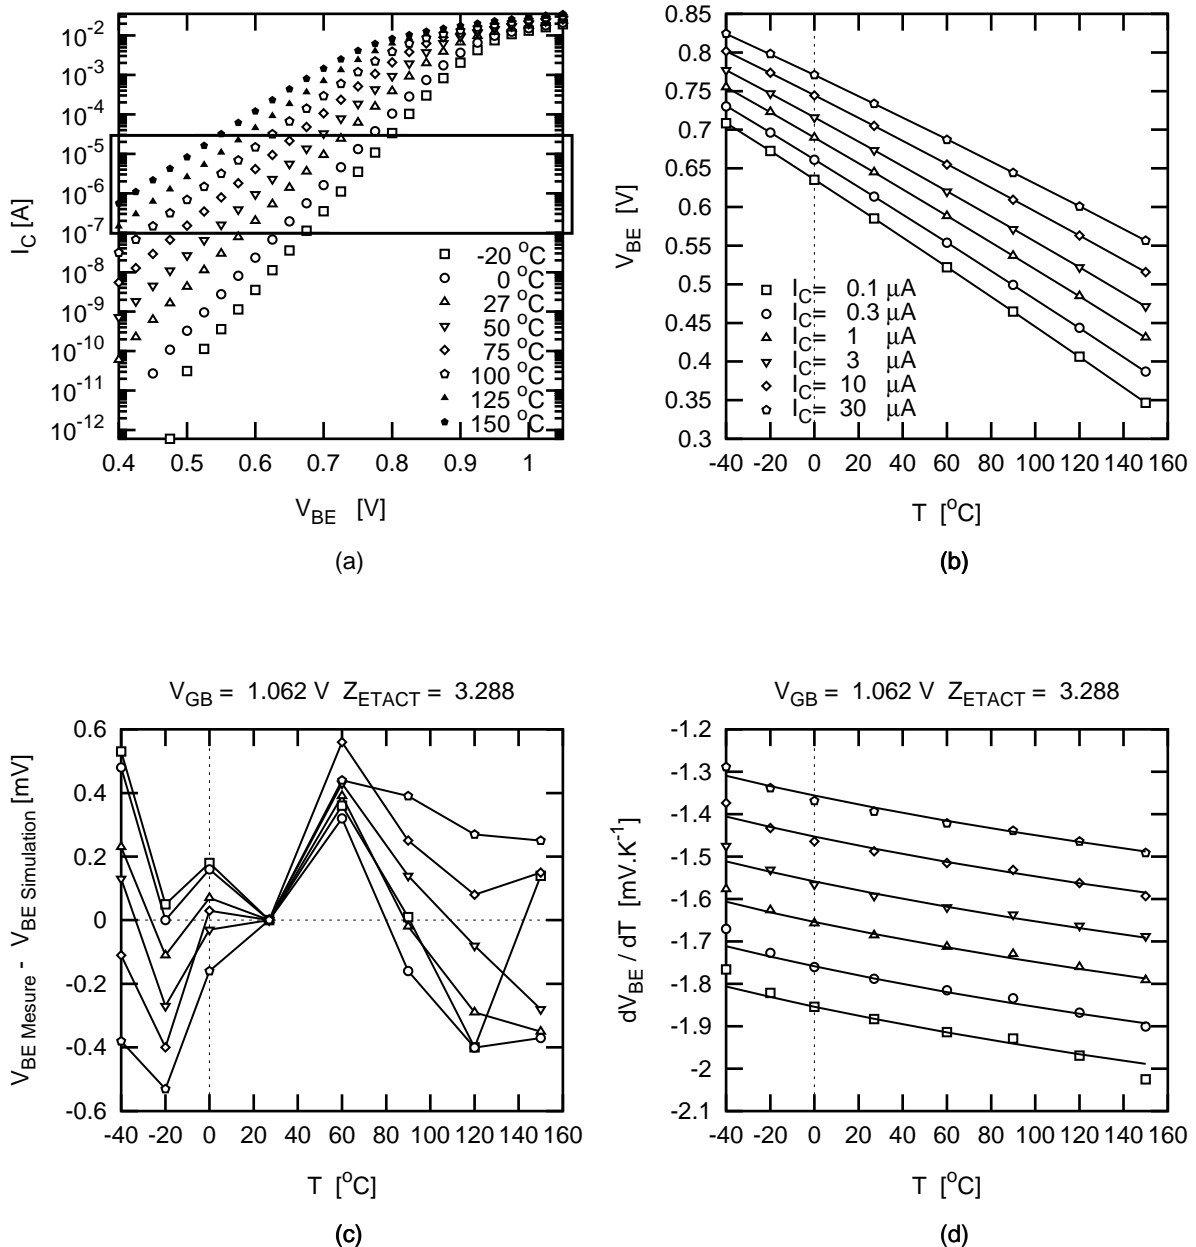 10^-2
10^-3
10^-4
10^-5
10^-6
10^-7
10^-8
10^-9
10^-10
10^-11
10^-12
I_C [A]
-20 °C
0 °C
27 °C
50 °C
75 °C
100 °C
125 °C
150 °C
0.4 0.5 0.6 0.7 0.8 0.9 1
V_BE [V]
(a)
0.85
0.8
0.75
0.7
0.65
0.6
0.55
0.5
0.45
0.4
0.35
0.3
V_BE [V]
I_C= 0.1 µA
I_C= 0.3 µA
I_C= 1 µA
I_C= 3 µA
I_C= 10 µA
I_C= 30 µA
-40 -20 0 20 40 60 80 100 120 140 160
T [°C]
(b)
V_GB = 1.062 V Z_ETACT = 3.288
0.6
0.4
0.2
0
-0.2
-0.4
-0.6
V_BE Mesure - V_BE Simulation [mV]
-40 -20 0 20 40 60 80 100 120 140 160
T [°C]
(c)
V_GB = 1.062 V Z_ETACT = 3.288
-1.2
-1.3
-1.4
-1.5
-1.6
-1.7
-1.8
-1.9
-2
-2.1
dV_BE / dT [mV.K^-1]
-40 -20 0 20 40 60 80 100 120 140 160
T [°C]
(d)